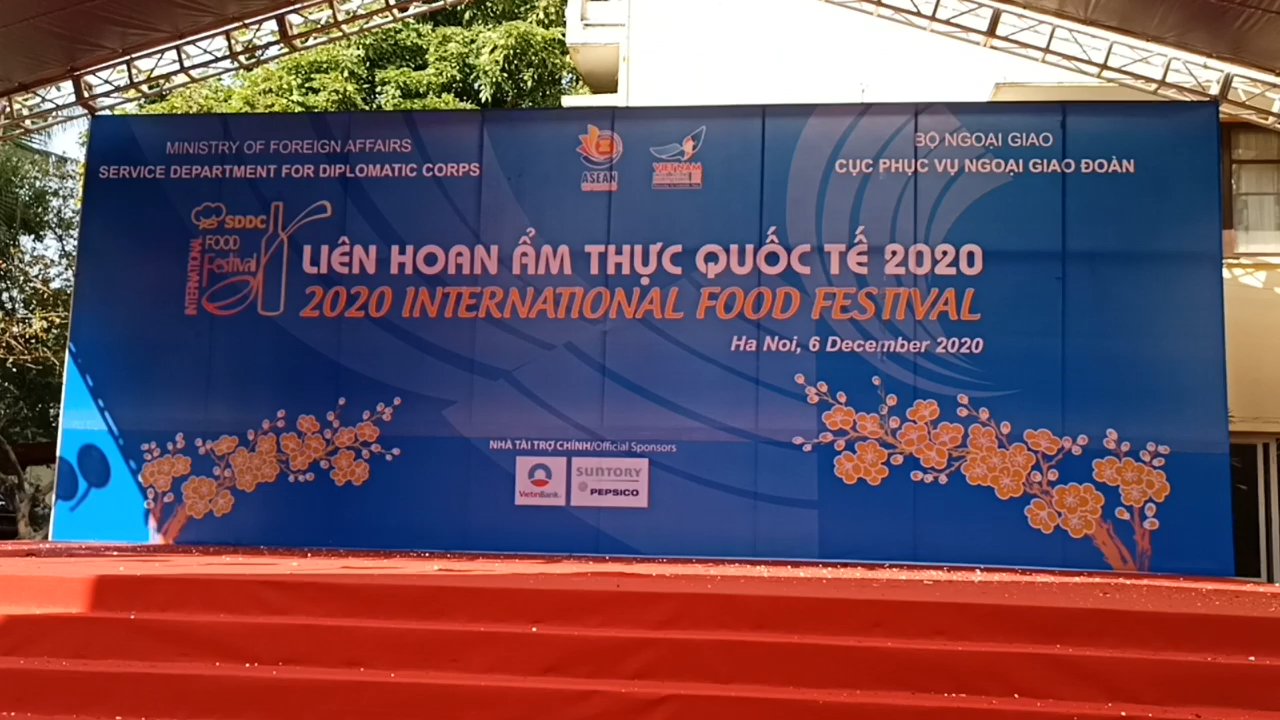 MINISTRY OF FOREIGN AFFAIRS
SERVICE DEPARTMENT FOR DIPLOMATIC CORPS
ASEAN
VIETNAM
BỘ NGOẠI GIAO
CỤC PHỤC VỤ NGOẠI GIAO ĐOÀN
SDDC
INTERNATIONAL
FOOD
Festival
LIÊN HOAN ẨM THỰC QUỐC TẾ 2020
2020 INTERNATIONAL FOOD FESTIVAL
Ha Noi, 6 December 2020
NHÀ TÀI TRỢ CHÍNH/Official Sponsors
VietinBank
SUNTORY
PEPSICO